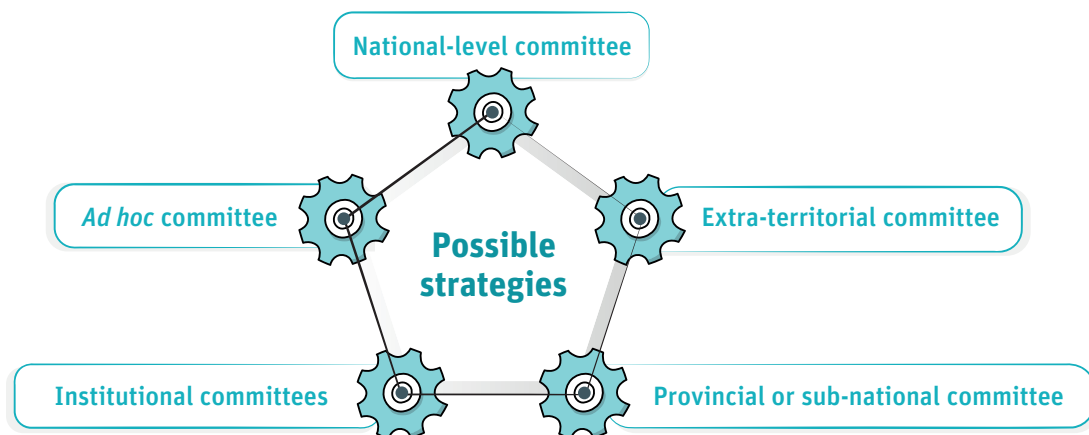 National-level committee
Ad hoc committee
Extra-territorial committee
Possible
strategies
Institutional committees
Provincial or sub-national committee